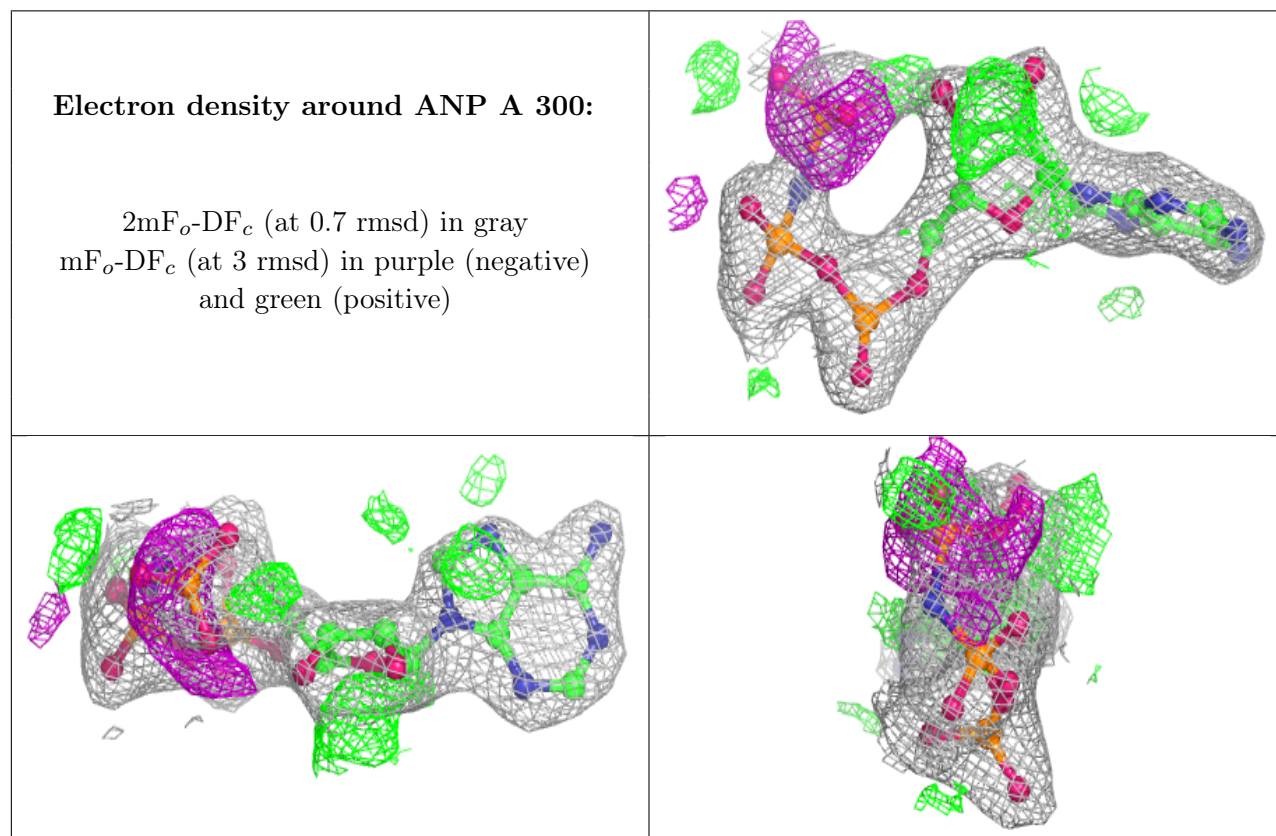 Electron density around ANP A 300:
2mFₒ-DF𝒸 (at 0.7 rmsd) in gray
mFₒ-DF𝒸 (at 3 rmsd) in purple (negative)
and green (positive)